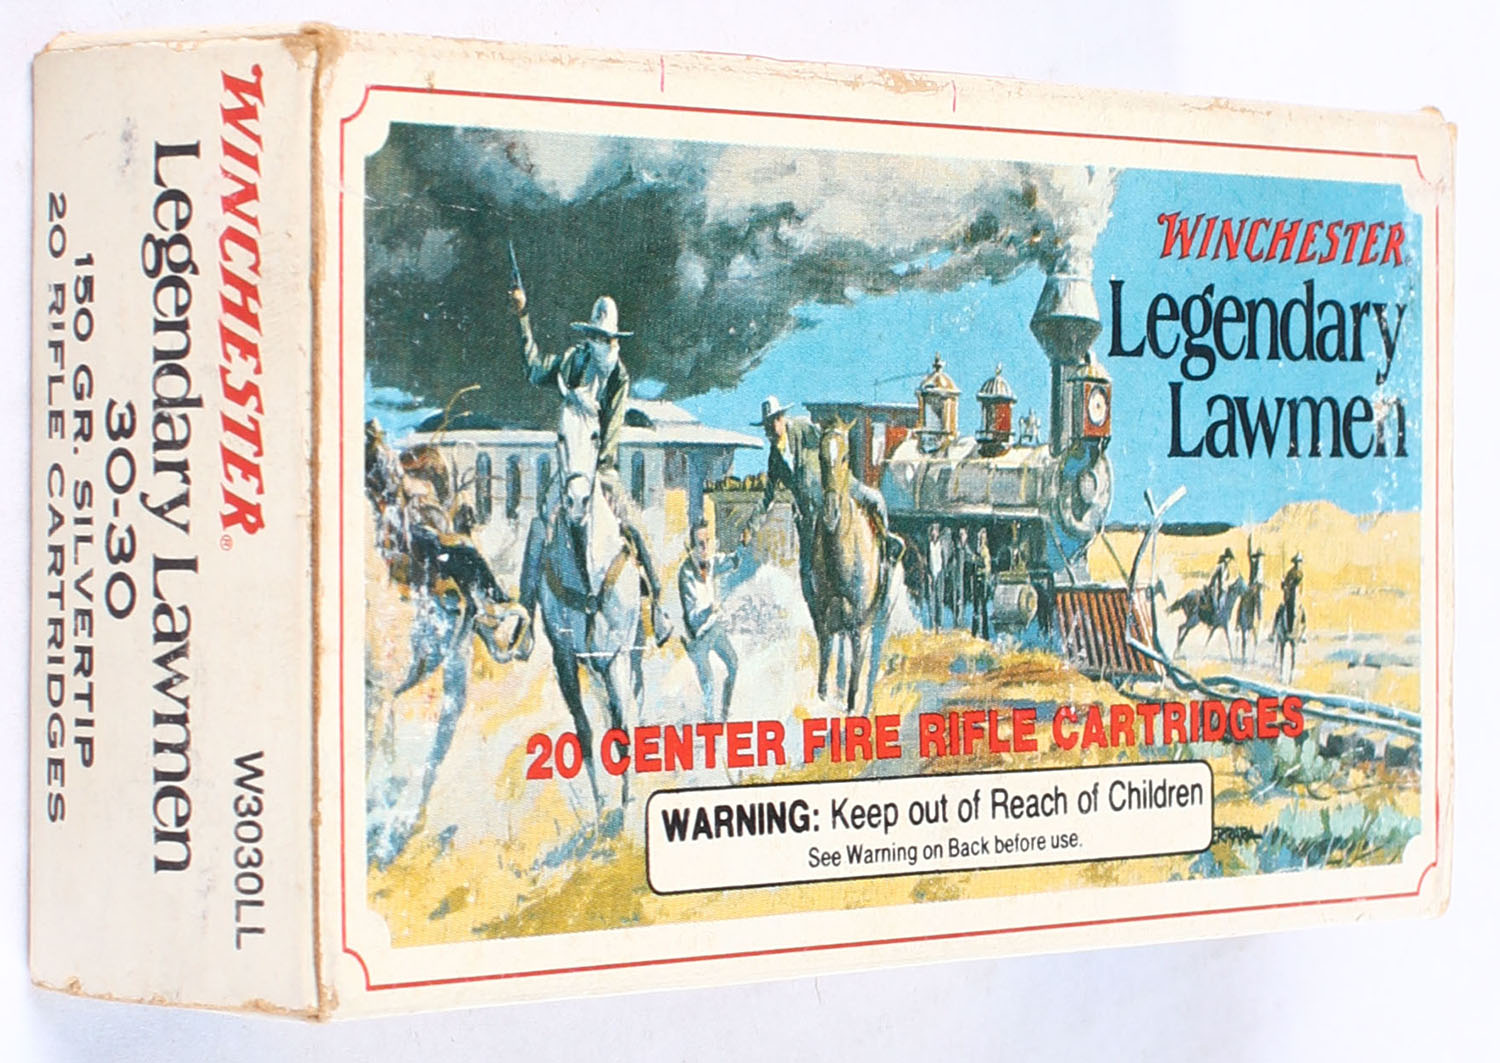 WINCHESTER®
Legendary Lawmen
30-30
150 GR. SILVERTIP
20 RIFLE CARTRIDGES
W3030LL
WINCHESTER
Legendary
Lawmen
20 CENTER FIRE RIFLE CARTRIDGES
WARNING: Keep out of Reach of Children
See Warning on Back before use.